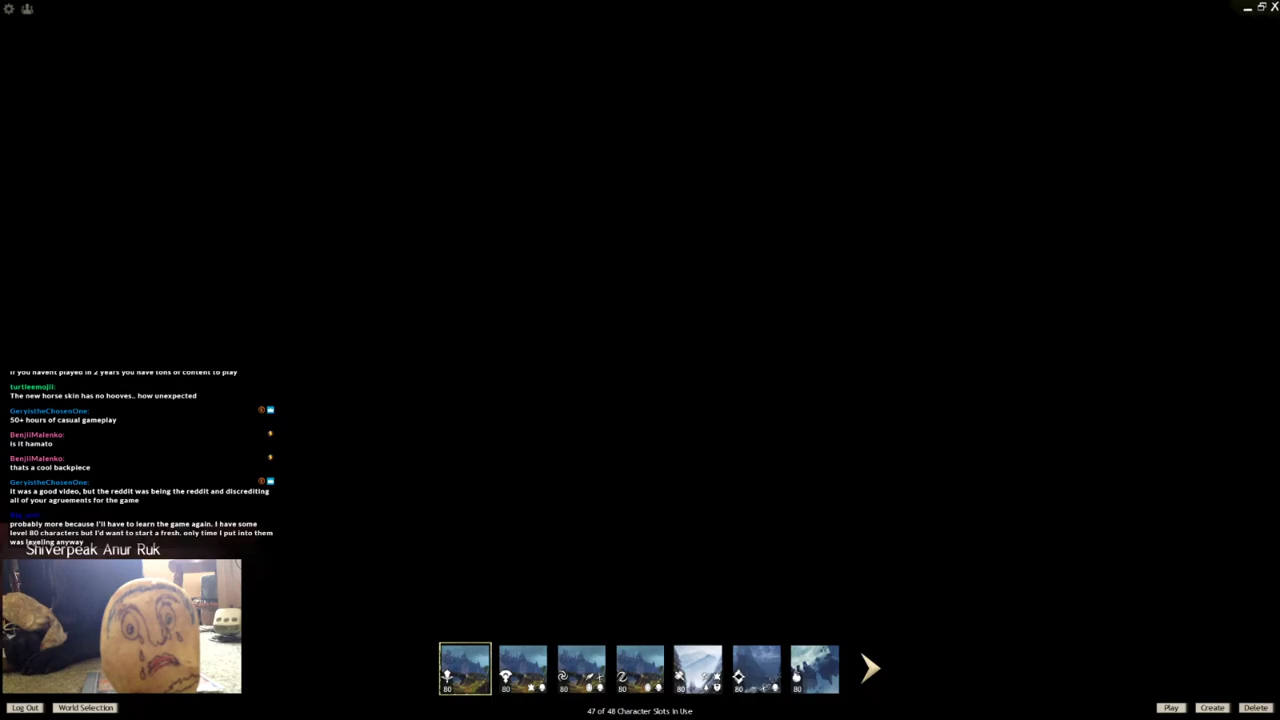 X
If you havent played in 2 years you have tons of content to play
turtleemojii:
The new horse skin has no hooves.. how unexpected
GeryistheChosenOne:
50+ hours of casual gameplay
BenjiiMalenko:
is it hamato
BenjiiMalenko:
thats a cool backpiece
GeryistheChosenOne:
It was a good video, but the reddit was being the reddit and discrediting
all of your agruements for the game
probably more because I'll have to learn the game again. I have some
level 80 characters but I'd want to start a fresh. only time I put into them
was leveling anyway
Shiverpeak Anur Ruk
80 80 80 80 80 80 80
Log Out World Selection 47 of 48 Character Slots in Use Play Create Delete